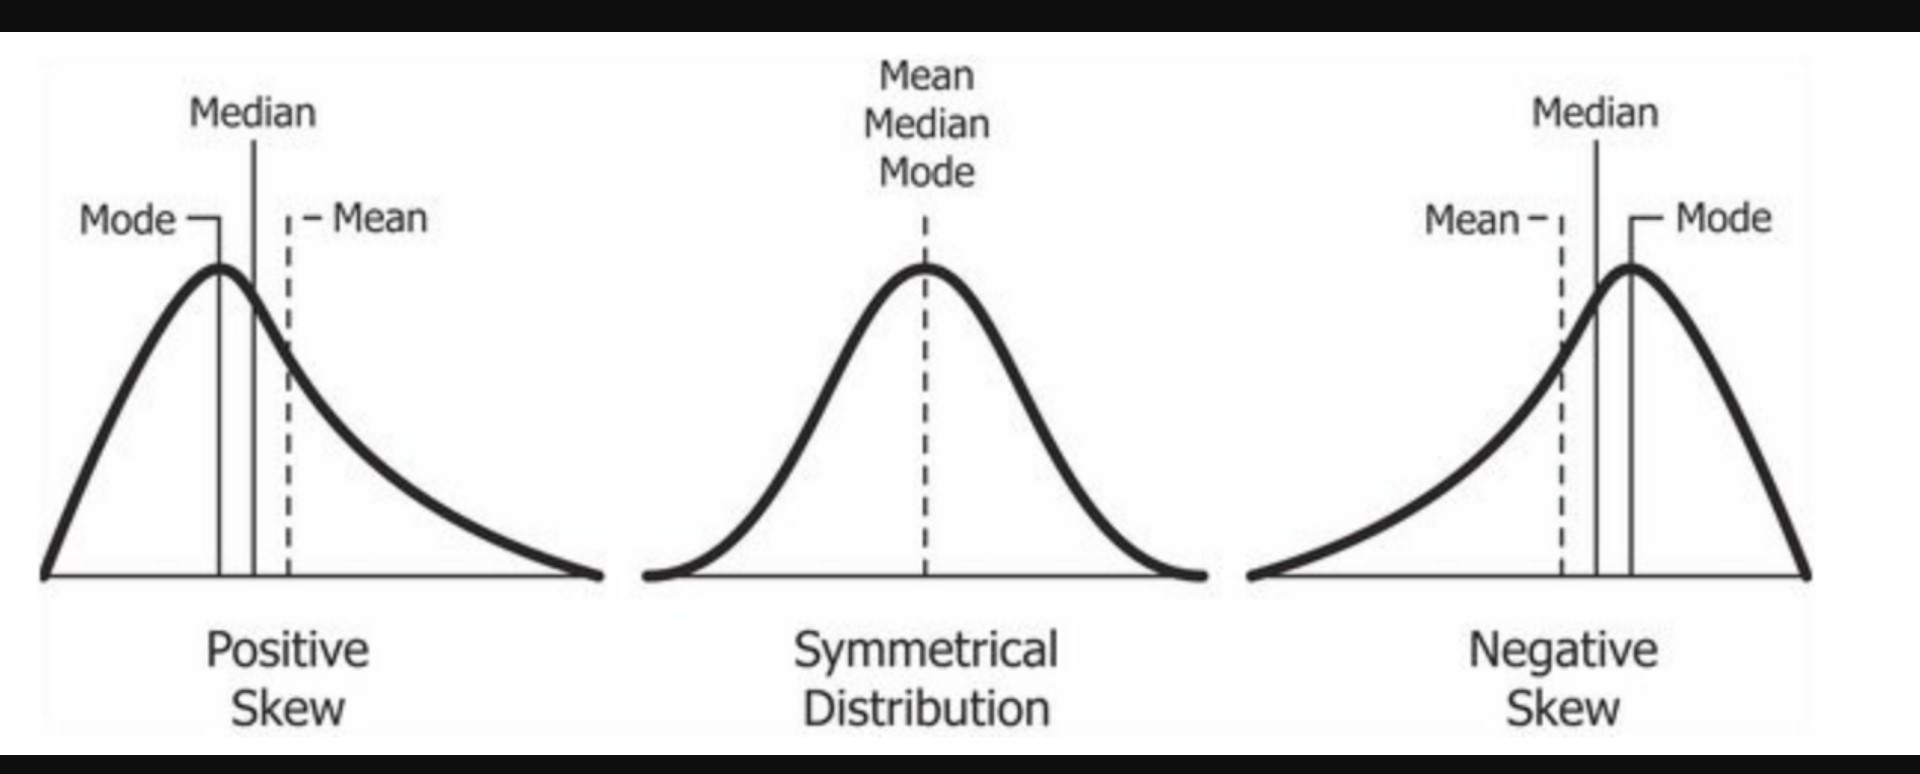 Median
Mode
Mean
Positive
Skew
Mean
Median
Mode
Symmetrical
Distribution
Median
Mean
Mode
Negative
Skew